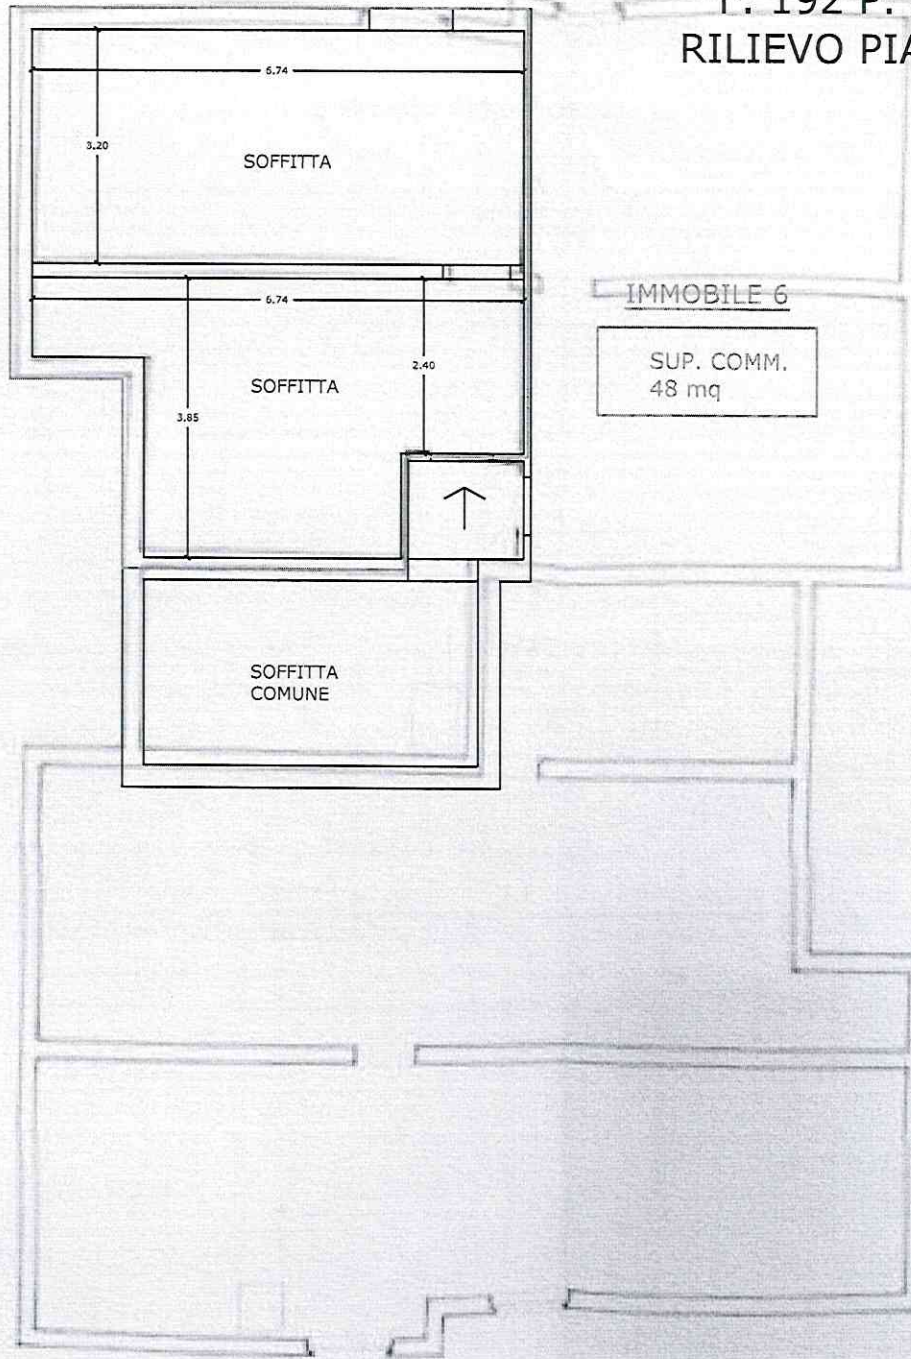 F. 192 P.
RILIEVO PIA
6.74
3.20
SOFFITTA
6.74
IMMOBILE 6
2.40
SOFFITTA
SUP. COMM.
48 mq
3.85
SOFFITTA
COMUNE